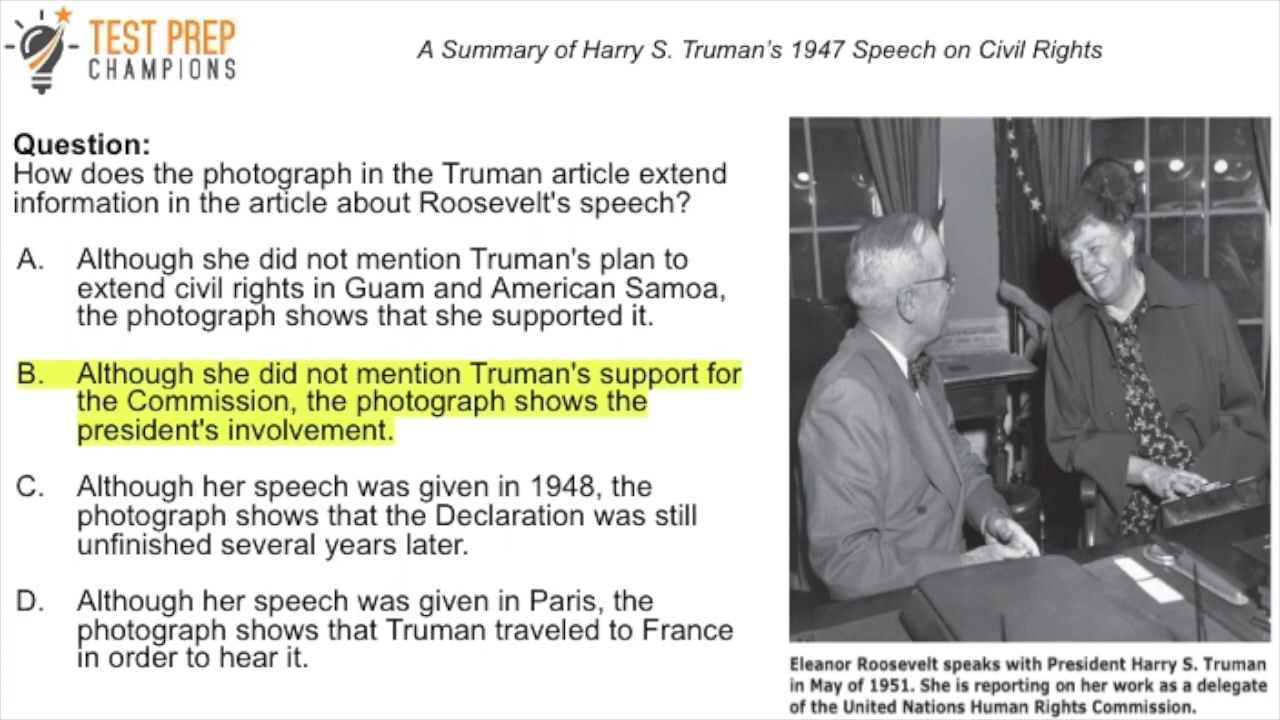 TEST PREP
CHAMPIONS
A Summary of Harry S. Truman's 1947 Speech on Civil Rights
Question:
How does the photograph in the Truman article extend
information in the article about Roosevelt's speech?
A. Although she did not mention Truman's plan to
extend civil rights in Guam and American Samoa,
the photograph shows that she supported it.
B. Although she did not mention Truman's support for
the Commission, the photograph shows the
president's involvement.
C. Although her speech was given in 1948, the
photograph shows that the Declaration was still
unfinished several years later.
D. Although her speech was given in Paris, the
photograph shows that Truman traveled to France
in order to hear it.
Eleanor Roosevelt speaks with President Harry S. Truman
in May of 1951. She is reporting on her work as a delegate
of the United Nations Human Rights Commission.